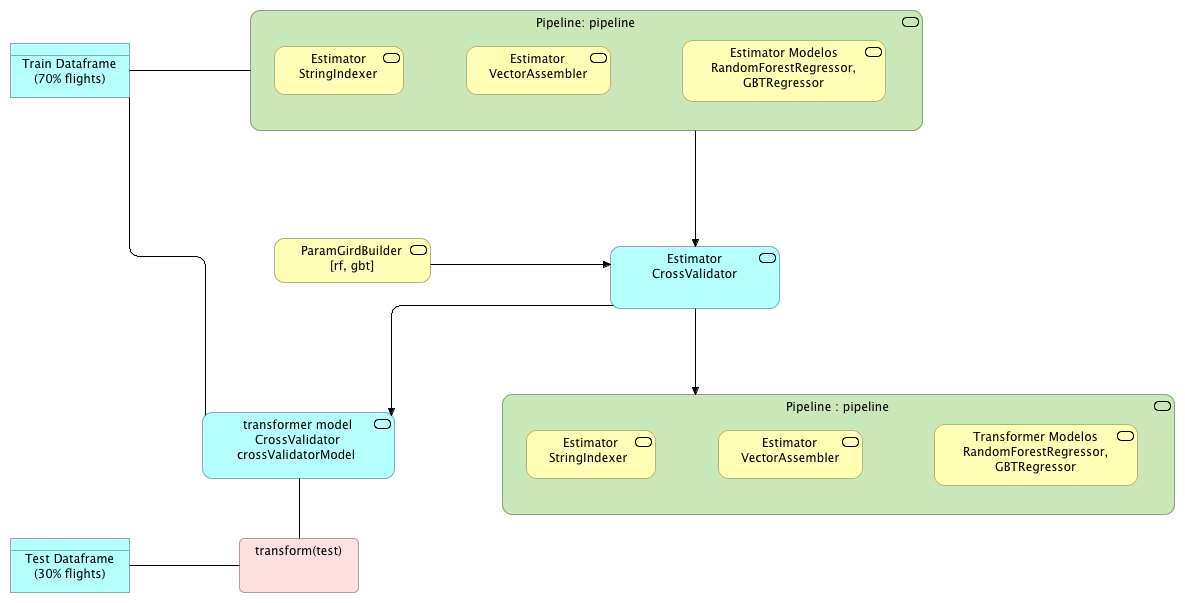 Pipeline: pipeline
Train Dataframe
(70% flights)
Estimator
StringIndexer
Estimator
VectorAssembler
Estimator Modelos
RandomForestRegressor,
GBTRegressor
ParamGirdBuilder
[rf, gbt]
Estimator
CrossValidator
transformer model
CrossValidator
crossValidatorModel
Pipeline : pipeline
Estimator
StringIndexer
Estimator
VectorAssembler
Transformer Modelos
RandomForestRegressor,
GBTRegressor
Test Dataframe
(30% flights)
transform(test)